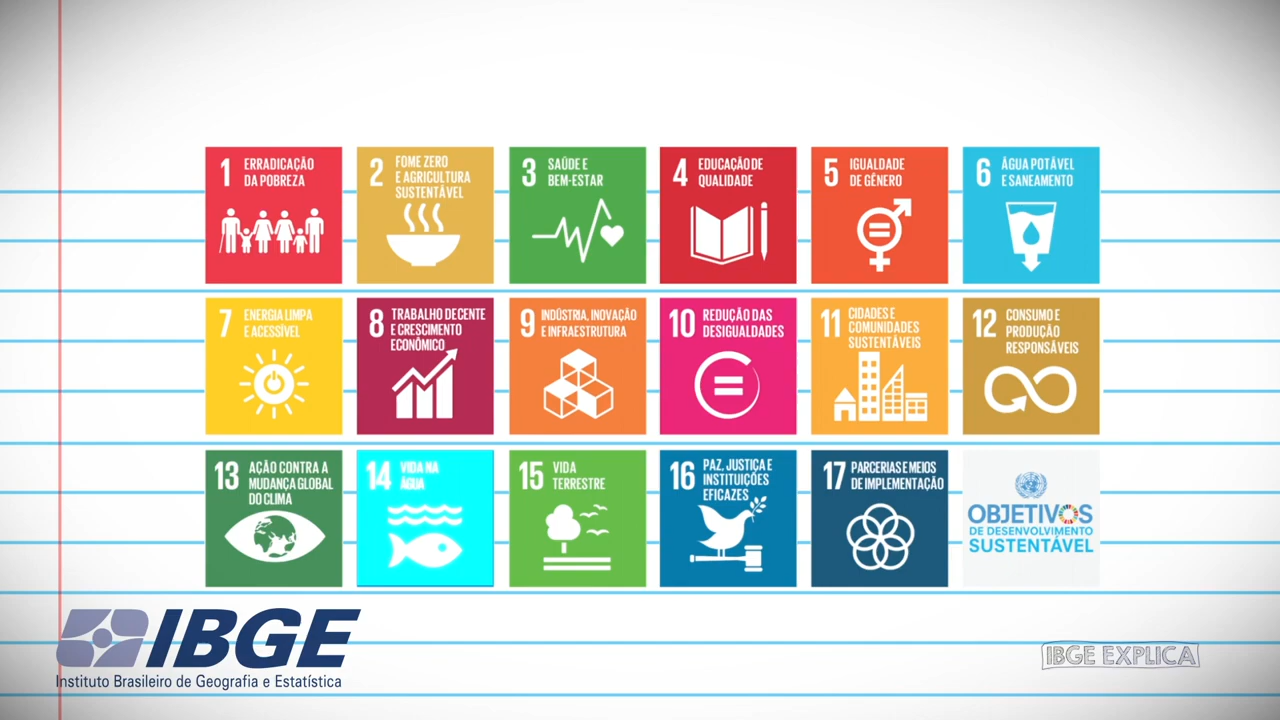 1 ERRADICAÇÃO
DA POBREZA
2 FOME ZERO
E AGRICULTURA
SUSTENTÁVEL
3 SAÚDE E
BEM-ESTAR
4 EDUCAÇÃO DE
QUALIDADE
5 IGUALDADE
DE GÊNERO
6 ÁGUA POTÁVEL
E SANEAMENTO
7 ENERGIA LIMPA
E ACESSÍVEL
8 TRABALHO DECENTE
E CRESCIMENTO
ECONÔMICO
9 INDÚSTRIA, INOVAÇÃO
E INFRAESTRUTURA
10 REDUÇÃO DAS
DESIGUALDADES
11 CIDADES E
COMUNIDADES
SUSTENTÁVEIS
12 CONSUMO E
PRODUÇÃO
RESPONSÁVEIS
13 AÇÃO CONTRA A
MUDANÇA GLOBAL
DO CLIMA
14 VIDA NA
ÁGUA
15 VIDA
TERRESTRE
16 PAZ, JUSTIÇA E
INSTITUIÇÕES
EFICAZES
17 PARCERIAS E MEIOS
DE IMPLEMENTAÇÃO
OBJETIVOS
DE DESENVOLVIMENTO
SUSTENTÁVEL
IBGE
Instituto Brasileiro de Geografia e Estatística
IBGE EXPLICA